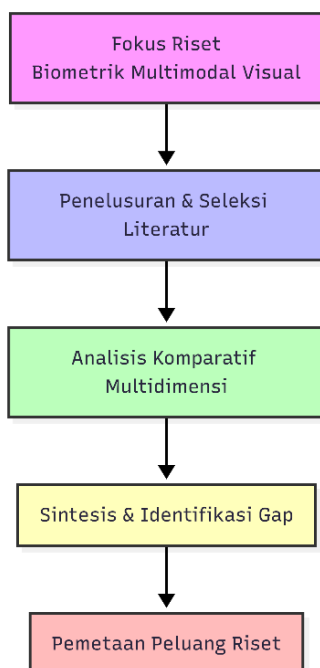 Fokus Riset
Biometrik Multimodal Visual
Penelusuran & Seleksi
Literatur
Analisis Komparatif
Multidimensi
Sintesis & Identifikasi Gap
Pemetaan Peluang Riset